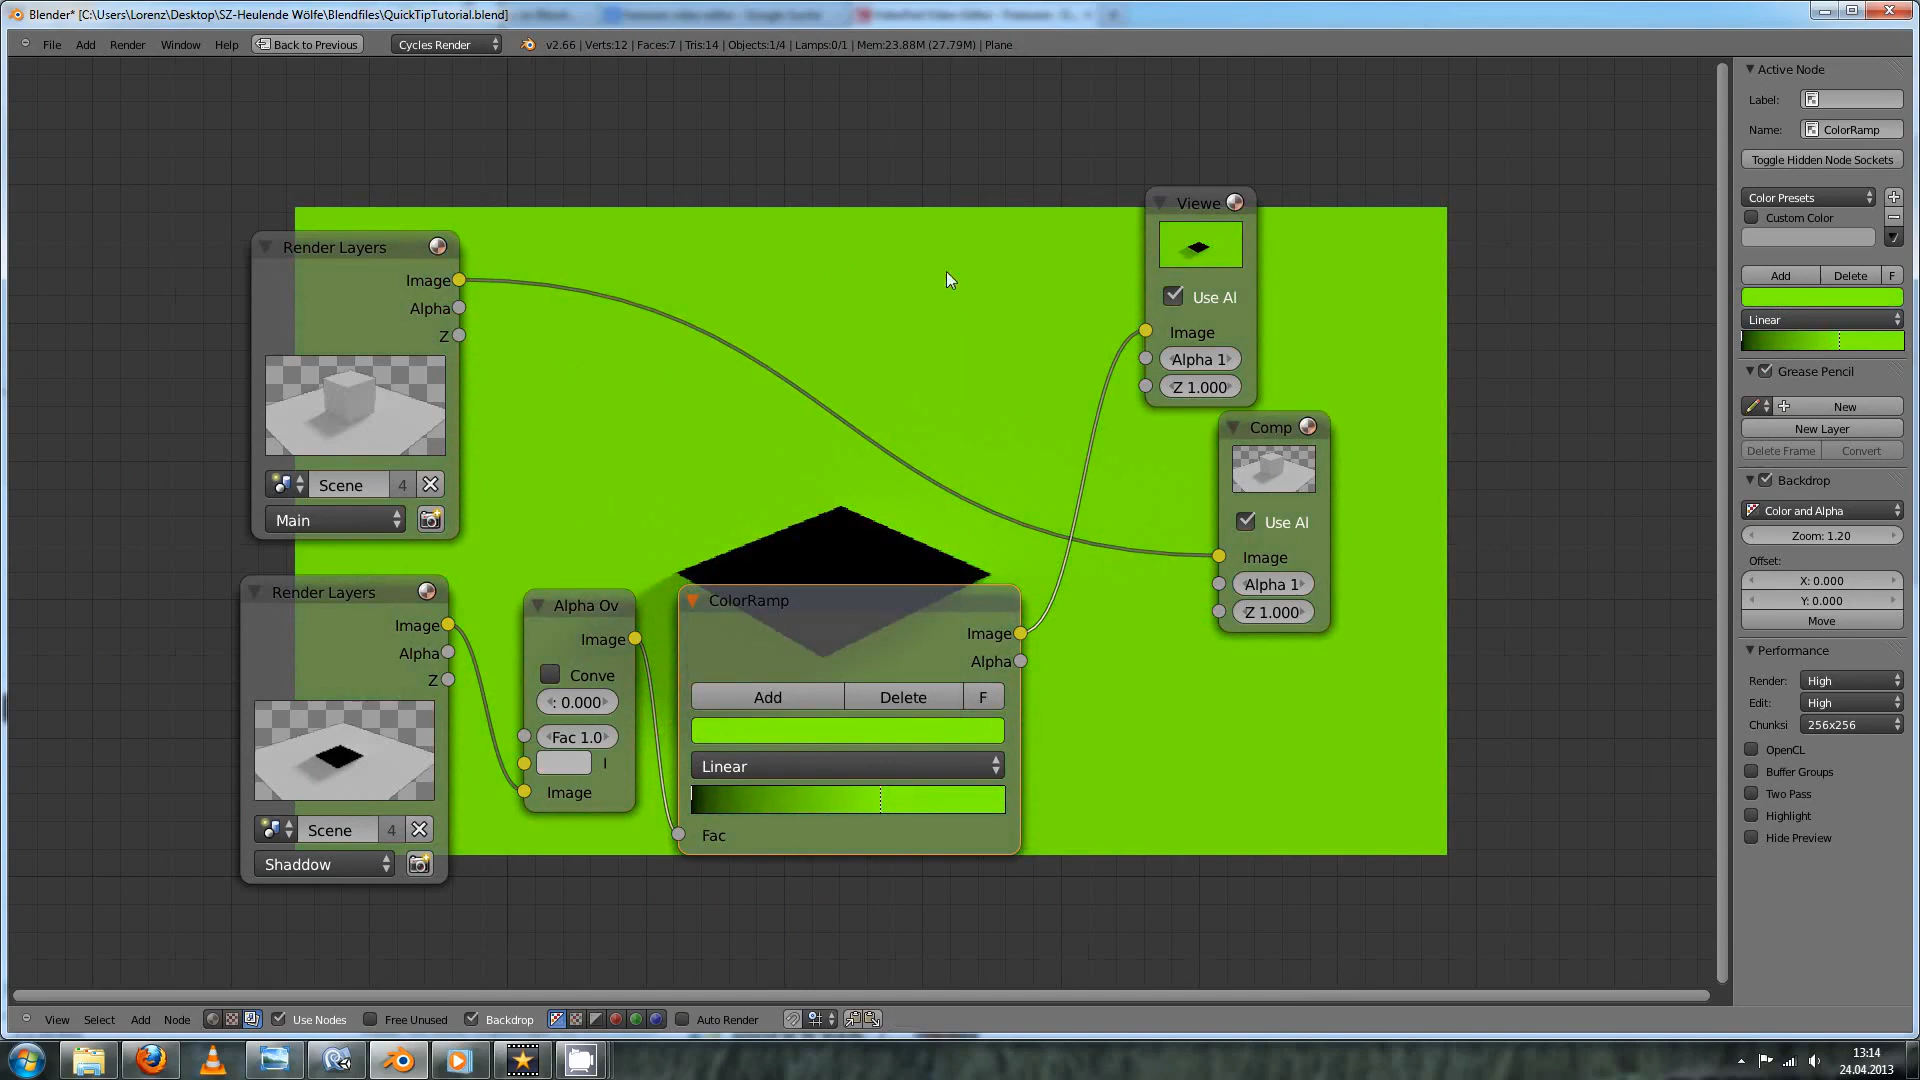 Blender* [C:\Users\Lorenz\Desktop\SZ-Heulende Wölfe\Blendfiles\QuickTipTutorial.blend]
File Add Render Window Help Back to Previous Cycles Render v2.66 | Verts:12 | Faces:7 | Tris:14 | Objects:1/4 | Lamps:0/1 | Mem:23.88M (27.79M) | Plane
Render Layers
Image
Alpha
Z
Scene 4
Main
Render Layers
Image
Alpha
Z
Scene 4
Shaddow
Alpha Ov
Image
Conve
: 0.000
Fac 1.0
I
Image
ColorRamp
Image
Alpha
Add Delete F
Linear
Fac
Viewe
Use Al
Image
Alpha 1
Z 1.000
Comp
Use Al
Image
Alpha 1
Z 1.000
Active Node
Label:
Name: ColorRamp
Toggle Hidden Node Sockets
Color Presets
Custom Color
Add Delete F
Linear
Grease Pencil
New
New Layer
Delete Frame Convert
Backdrop
Color and Alpha
Zoom: 1.20
Offset:
X: 0.000
Y: 0.000
Move
Performance
Render: High
Edit: High
Chunksi 256x256
OpenCL
Buffer Groups
Two Pass
Highlight
Hide Preview
View Select Add Node Use Nodes Free Unused Backdrop Auto Render
13:14
24.04.2013